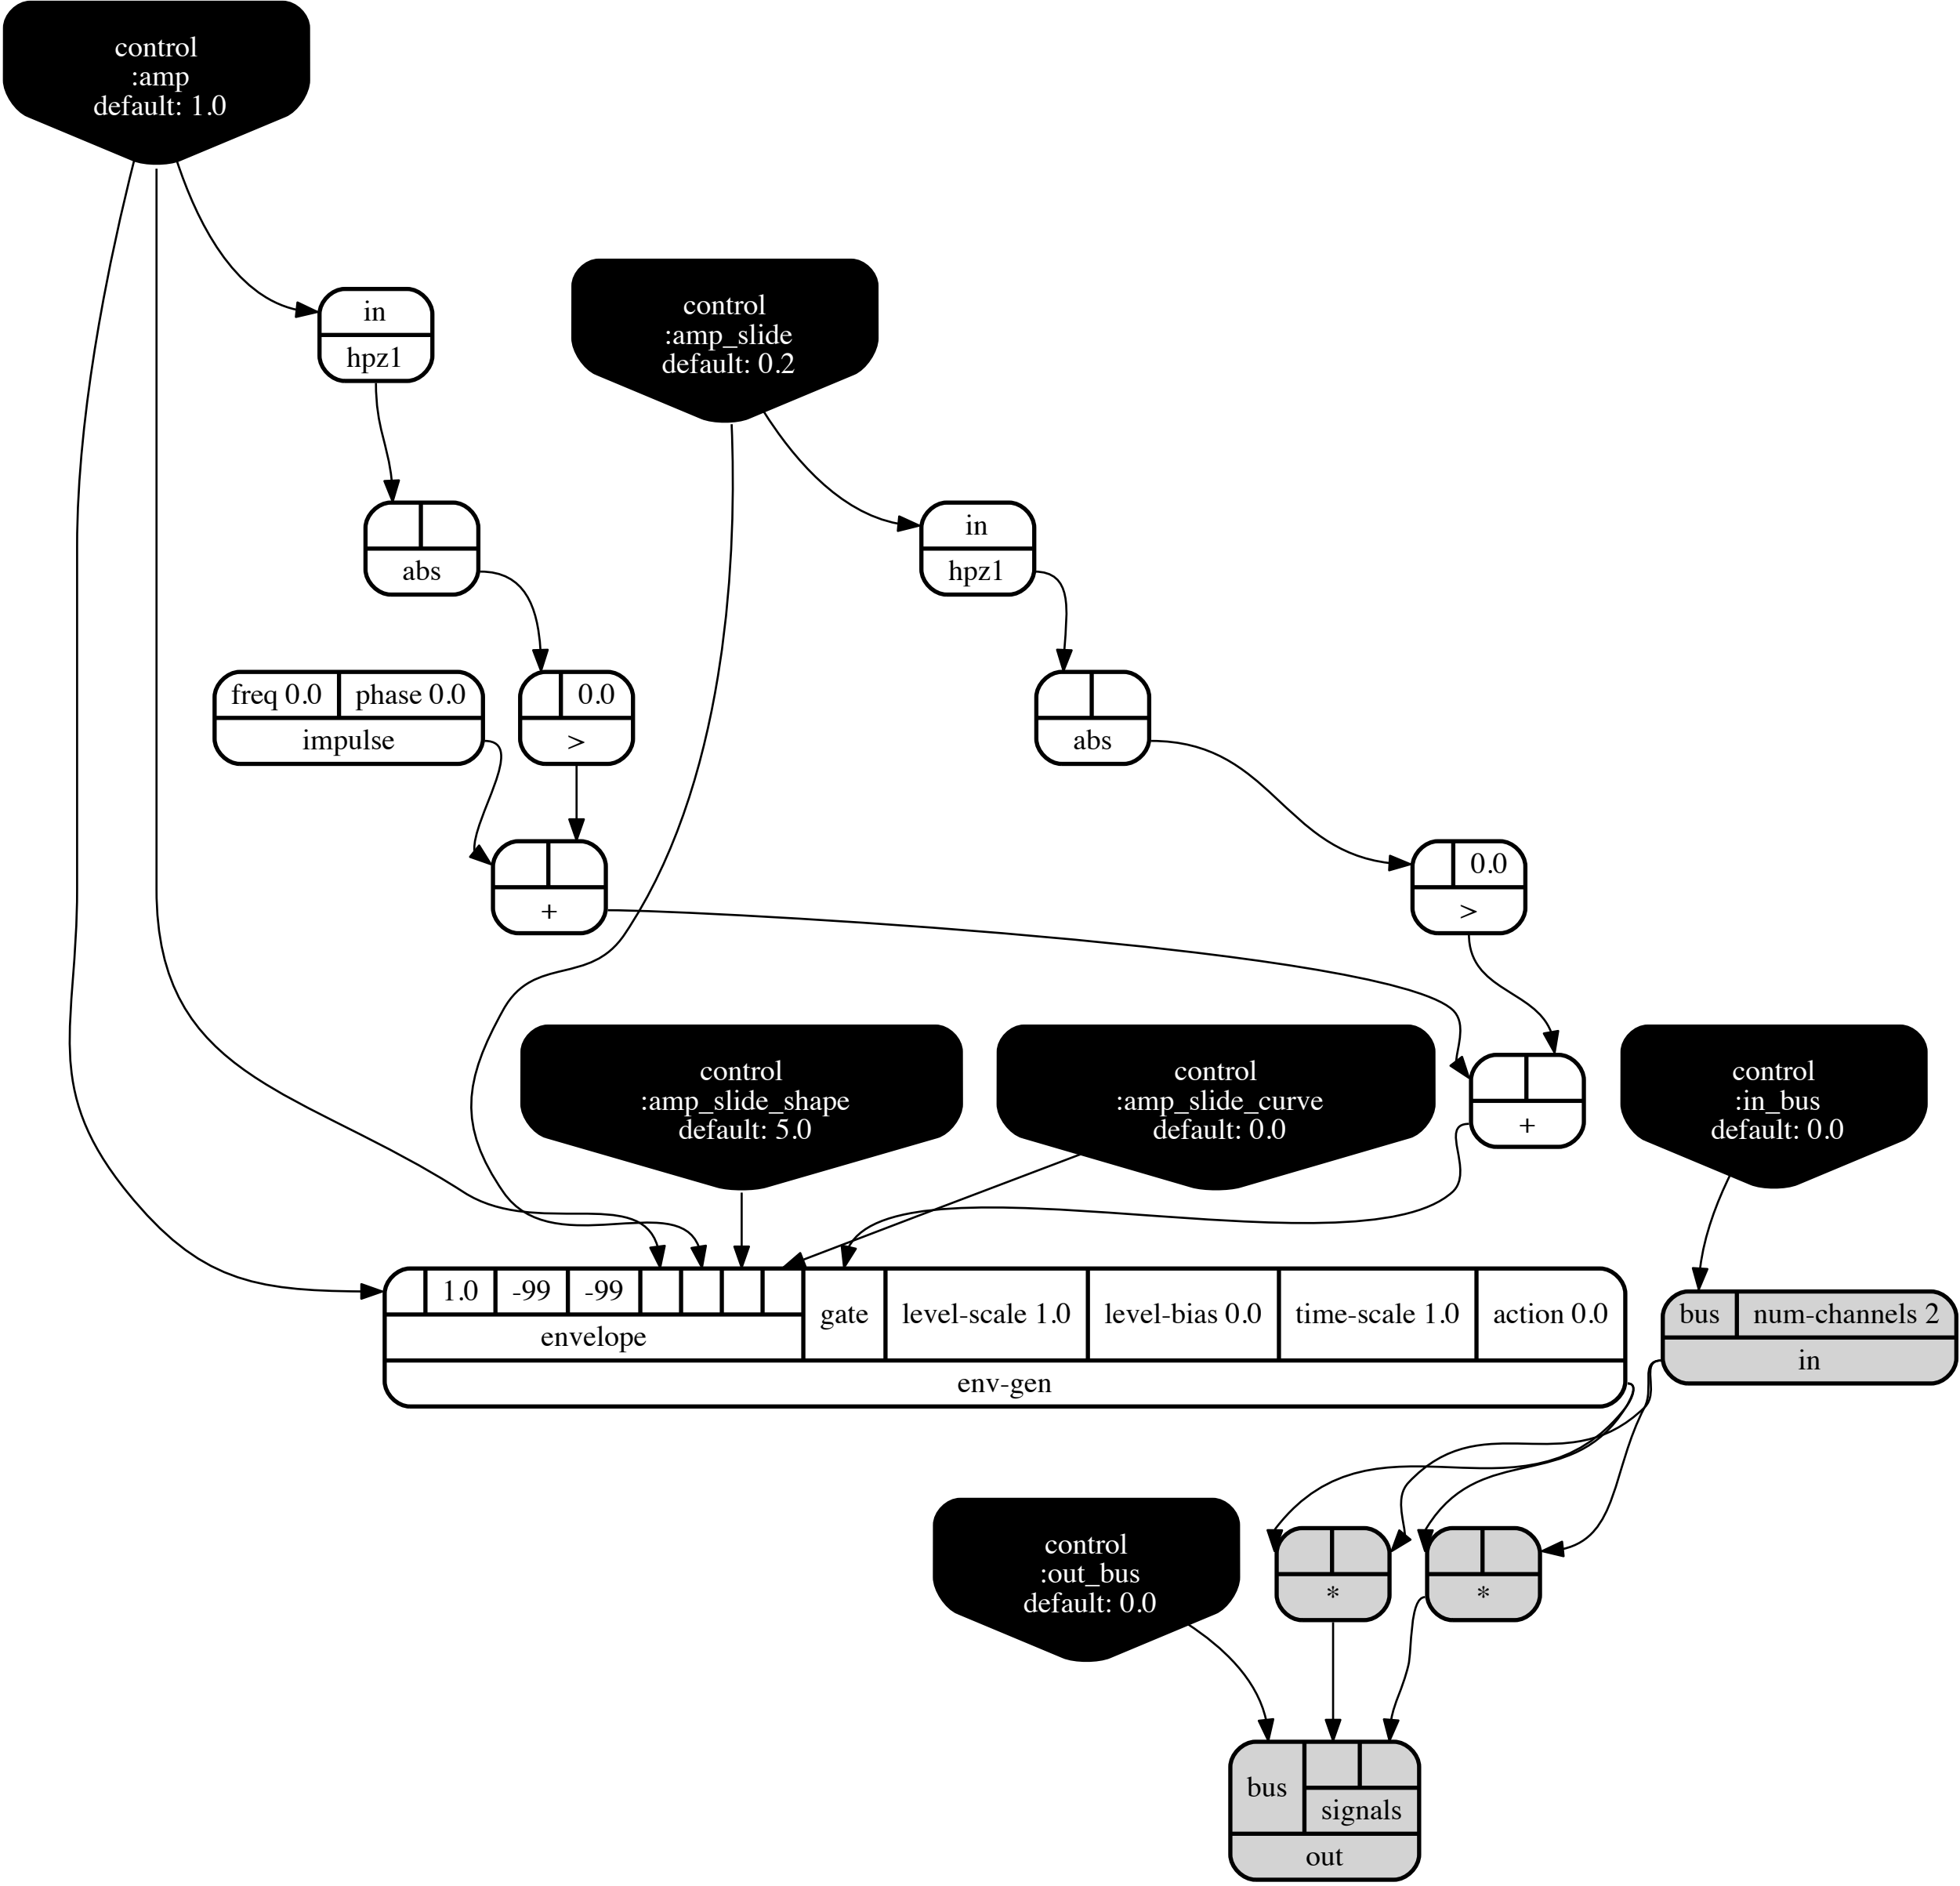 control
:amp
default: 1.0
in
hpz1
control
:amp_slide
default: 0.2
abs
in
hpz1
freq 0.0 phase 0.0
impulse
0.0
>
abs
+
0.0
>
control
:amp_slide_shape
default: 5.0
control
:amp_slide_curve
default: 0.0
+
control
:in_bus
default: 0.0
1.0 -99 -99
envelope
gate level-scale 1.0 level-bias 0.0 time-scale 1.0 action 0.0
env-gen
bus num-channels 2
in
control
:out_bus
default: 0.0
*
*
bus
signals
out